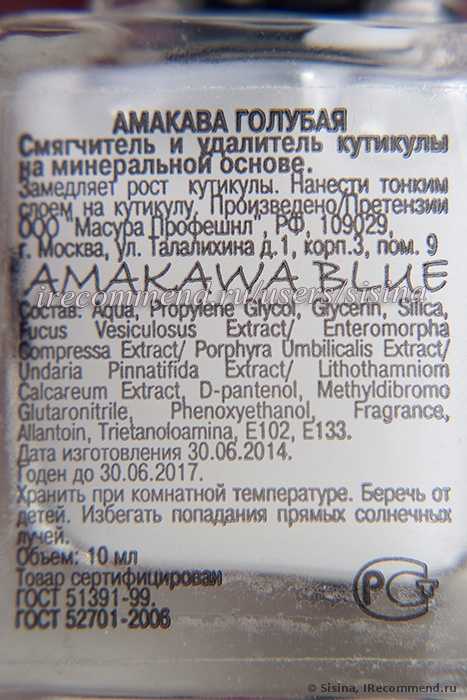 АМАКАВА ГОЛУБАЯ
Смягчитель и удалитель кутикулы
на минеральной основе.
Замедляет рост кутикулы. Нанести тонким
слоем на кутикулу. Произведено/Претензии
ООО "Масура Профешнл", РФ, 109029,
г. Москва, ул. Талалихина д.1, корп.3, пом. 9
AMAKAWA BLUE
irecommend.ru/users/sisina
Состав: Aqua, Propylene Glycol, Glycerin, Silica,
Fucus Vesiculosus Extract/ Enteromorpha
Compressa Extract/ Porphyra Umbilicalis Extract/
Undaria Pinnatifida Extract/ Lithothamniom
Calcareum Extract, D-pantenol, Methyldibromo
Glutaronitrile, Phenoxyethanol, Fragrance,
Allantoin, Trietanoloamina, E102, E133.
Дата изготовления 30.06.2014.
Годен до 30.06.2017.
Хранить при комнатной температуре. Беречь от
детей. Избегать попадания прямых солнечных
лучей.
Объем: 10 мл
Товар сертифицирован
ГОСТ 51391-99.
ГОСТ 52701-2006
РСТ
© Sisina, IRecommend.ru